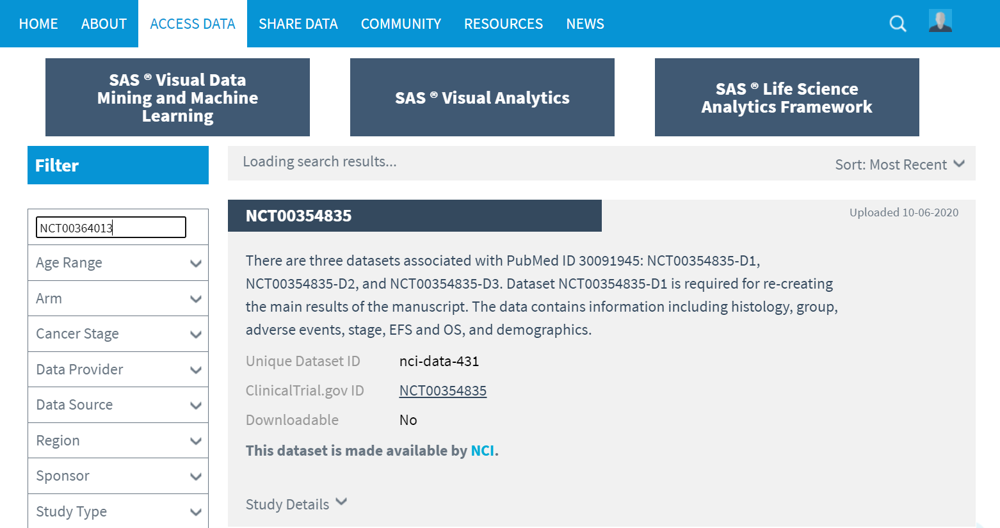 HOME ABOUT ACCESS DATA SHARE DATA COMMUNITY RESOURCES NEWS
SAS ® Visual Data
Mining and Machine
Learning
SAS ® Visual Analytics
SAS ® Life Science
Analytics Framework
Filter
NCT00364013
Age Range
Arm
Cancer Stage
Data Provider
Data Source
Region
Sponsor
Study Type
Loading search results...
Sort: Most Recent
NCT00354835
Uploaded 10-06-2020
There are three datasets associated with PubMed ID 30091945: NCT00354835-D1,
NCT00354835-D2, and NCT00354835-D3. Dataset NCT00354835-D1 is required for re-creating
the main results of the manuscript. The data contains information including histology, group,
adverse events, stage, EFS and OS, and demographics.
Unique Dataset ID nci-data-431
ClinicalTrial.gov ID NCT00354835
Downloadable No
This dataset is made available by NCI.
Study Details